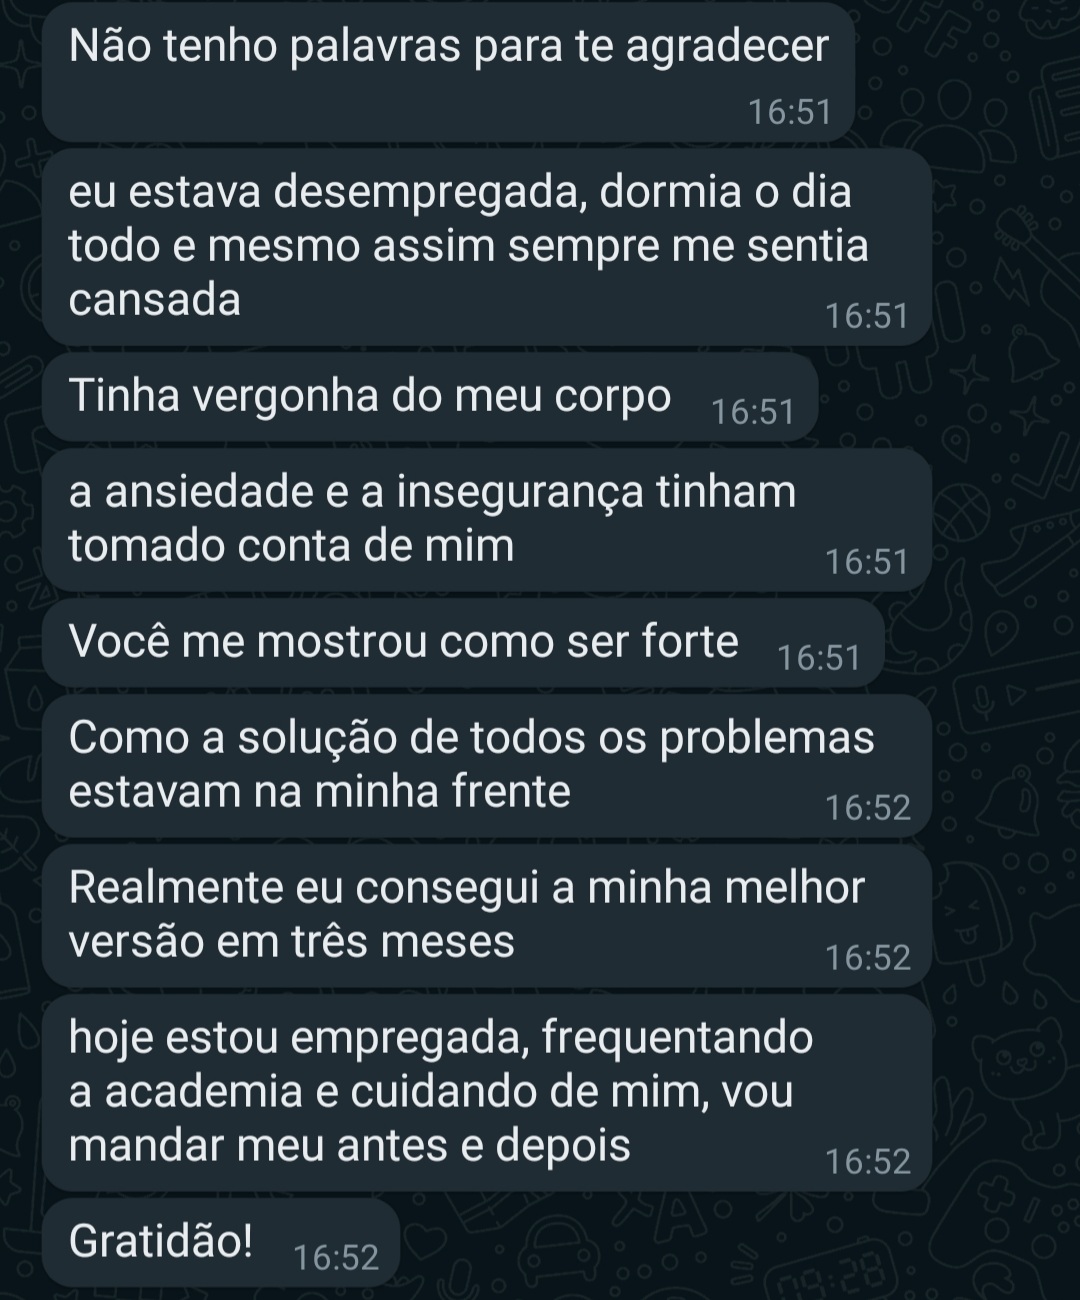 Não tenho palavras para te agradecer
16:51
eu estava desempregada, dormia o dia
todo e mesmo assim sempre me sentia
cansada
16:51
Tinha vergonha do meu corpo
16:51
a ansiedade e a insegurança tinham
tomado conta de mim
16:51
Você me mostrou como ser forte
16:51
Como a solução de todos os problemas
estavam na minha frente
16:52
Realmente eu consegui a minha melhor
versão em três meses
16:52
hoje estou empregada, frequentando
a academia e cuidando de mim, vou
mandar meu antes e depois
16:52
Gratidão!
16:52